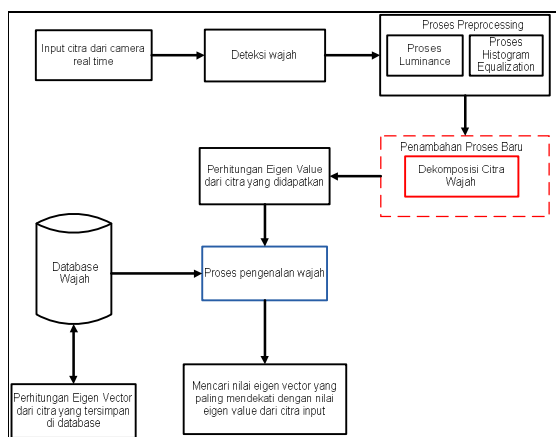 Input citra dari camera
real time
Deteksi wajah
Proses Preprocessing
Proses
Luminance
Proses
Histogram
Equalization
Penambahan Proses Baru
Dekomposisi Citra
Wajah
Perhitungan Eigen Value
dari citra yang didapatkan
Database
Wajah
Proses pengenalan wajah
Perhitungan Eigen Vector
dari citra yang tersimpan
di database
Mencari nilai eigen vector yang
paling mendekati dengan nilai
eigen value dari citra input